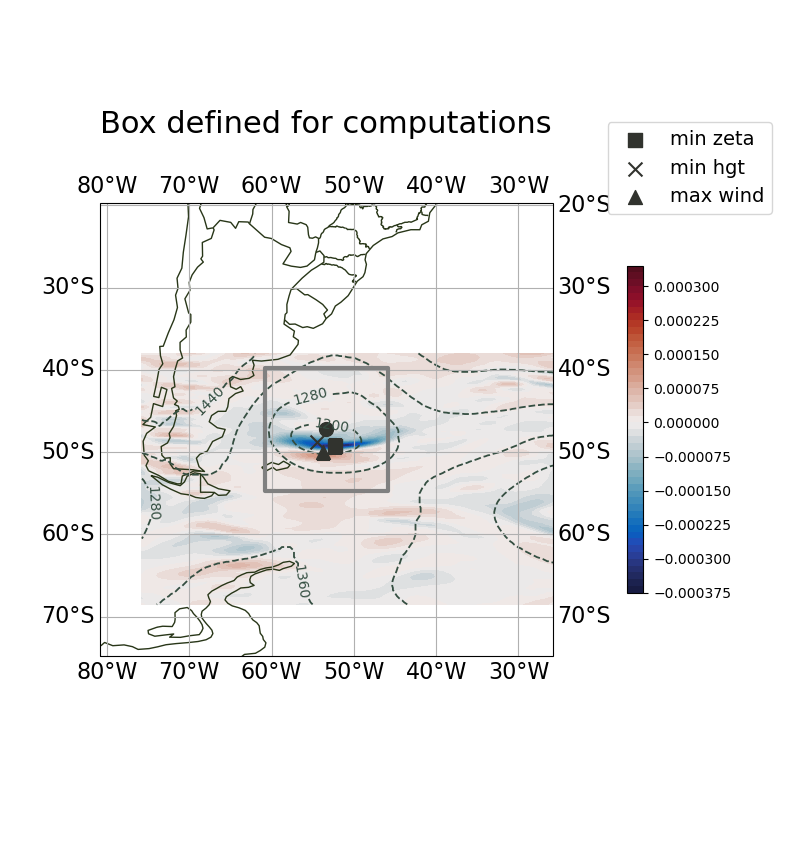 Box defined for computations
min zeta
min hgt
max wind
80°W 70°W 60°W 50°W 40°W 30°W
20°S
30°S 30°S
40°S 40°S
50°S 50°S
60°S 60°S
70°S 70°S
80°W 70°W 60°W 50°W 40°W 30°W
1440
1280
1200
1280
1360
0.000300
0.000225
0.000150
0.000075
0.000000
−0.000075
−0.000150
−0.000225
−0.000300
−0.000375